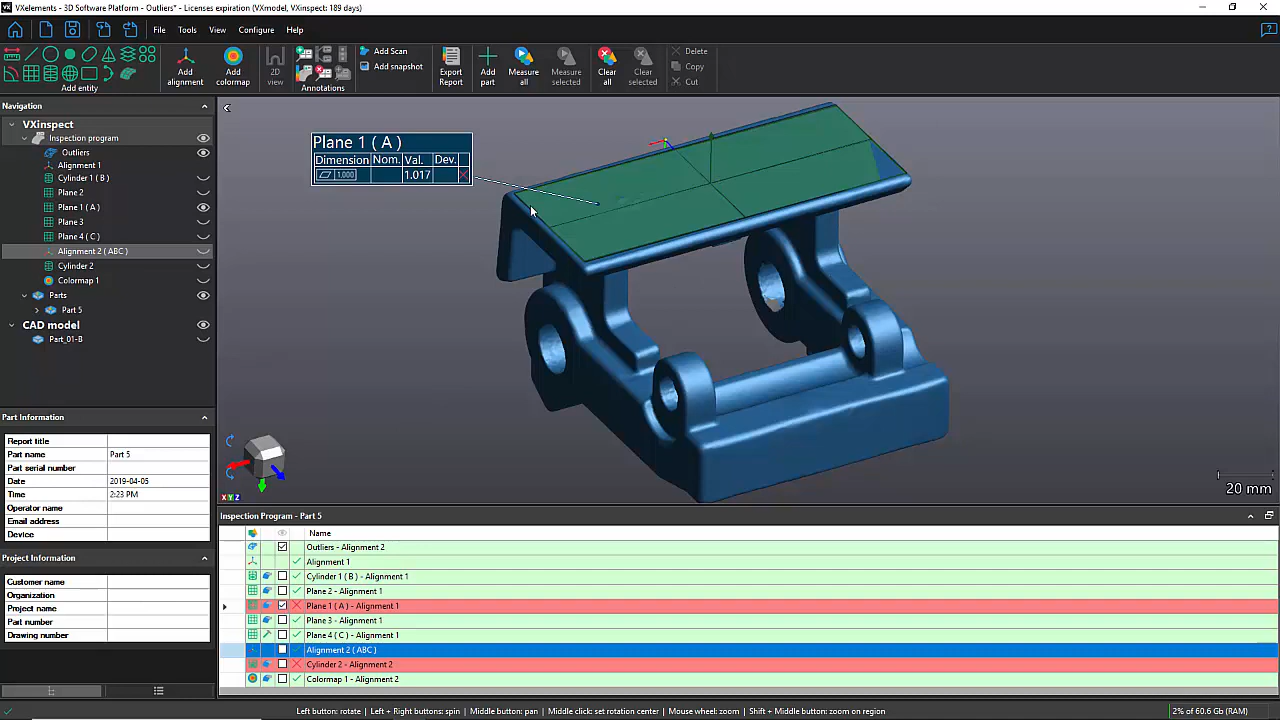 VXelements - 3D Software Platform - Outliers* - Licenses expiration (VXmodel, VXinspect: 189 days)
File Tools View Configure Help
Add entity
Add alignment
Add colormap
2D view
Annotations
Add Scan
Add snapshot
Export Report
Add part
Measure all
Measure selected
Clear all
Clear selected
Delete
Copy
Cut
Navigation
VXinspect
Inspection program
Outliers
Alignment 1
Cylinder 1 ( B )
Plane 2
Plane 1 ( A )
Plane 3
Plane 4 ( C )
Alignment 2 ( ABC )
Cylinder 2
Colormap 1
Parts
Part 5
CAD model
Part_01-B
Part Information
Report title
Part name Part 5
Part serial number
Date 2019-04-05
Time 2:23 PM
Operator name
Email address
Device
Project Information
Customer name
Organization
Project name
Part number
Drawing number
Plane 1 ( A )
Dimension Nom. Val. Dev.
1.000 1.017
X Y Z
20 mm
Inspection Program - Part 5
Name
Outliers - Alignment 2
Alignment 1
Cylinder 1 ( B ) - Alignment 1
Plane 2 - Alignment 1
Plane 1 ( A ) - Alignment 1
Plane 3 - Alignment 1
Plane 4 ( C ) - Alignment 1
Alignment 2 ( ABC )
Cylinder 2 - Alignment 2
Colormap 1 - Alignment 2
Left button: rotate | Left + Right buttons: spin | Middle button: pan | Middle click: set rotation center | Mouse wheel: zoom | Shift + Middle button: zoom on region
2% of 60.6 Gb (RAM)